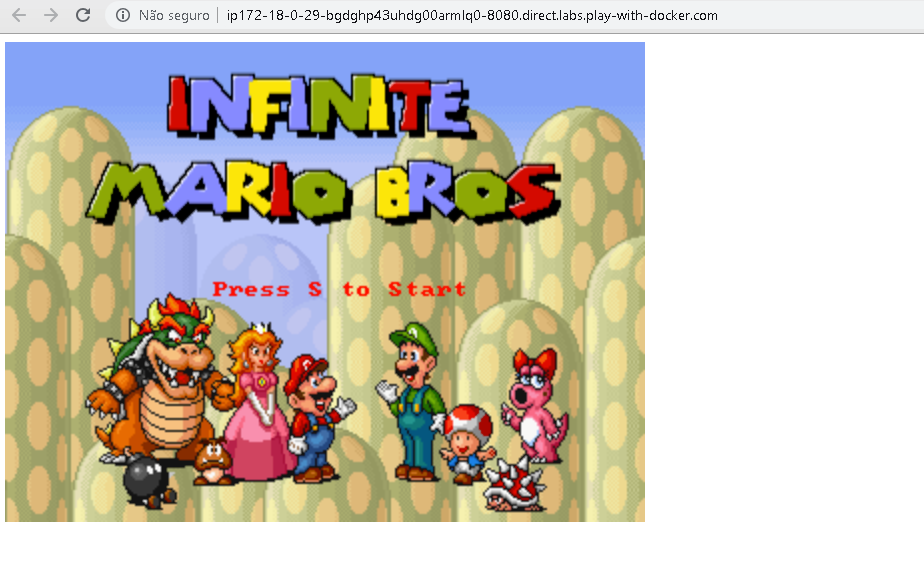 Não seguro
ip172-18-0-29-bgdghp43uhdg00armlq0-8080.direct.labs.play-with-docker.com
INFINITE
MARIO BROS
Press S to Start